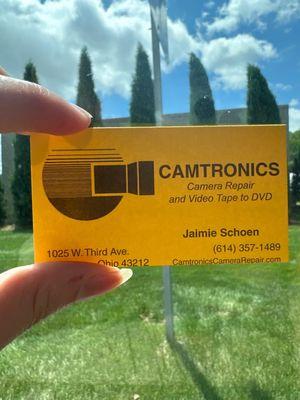 CAMTRONICS
Camera Repair
and Video Tape to DVD
Jaimie Schoen
(614) 357-1489
1025 W. Third Ave.
Ohio 43212
CamtronicsCameraRepair.com